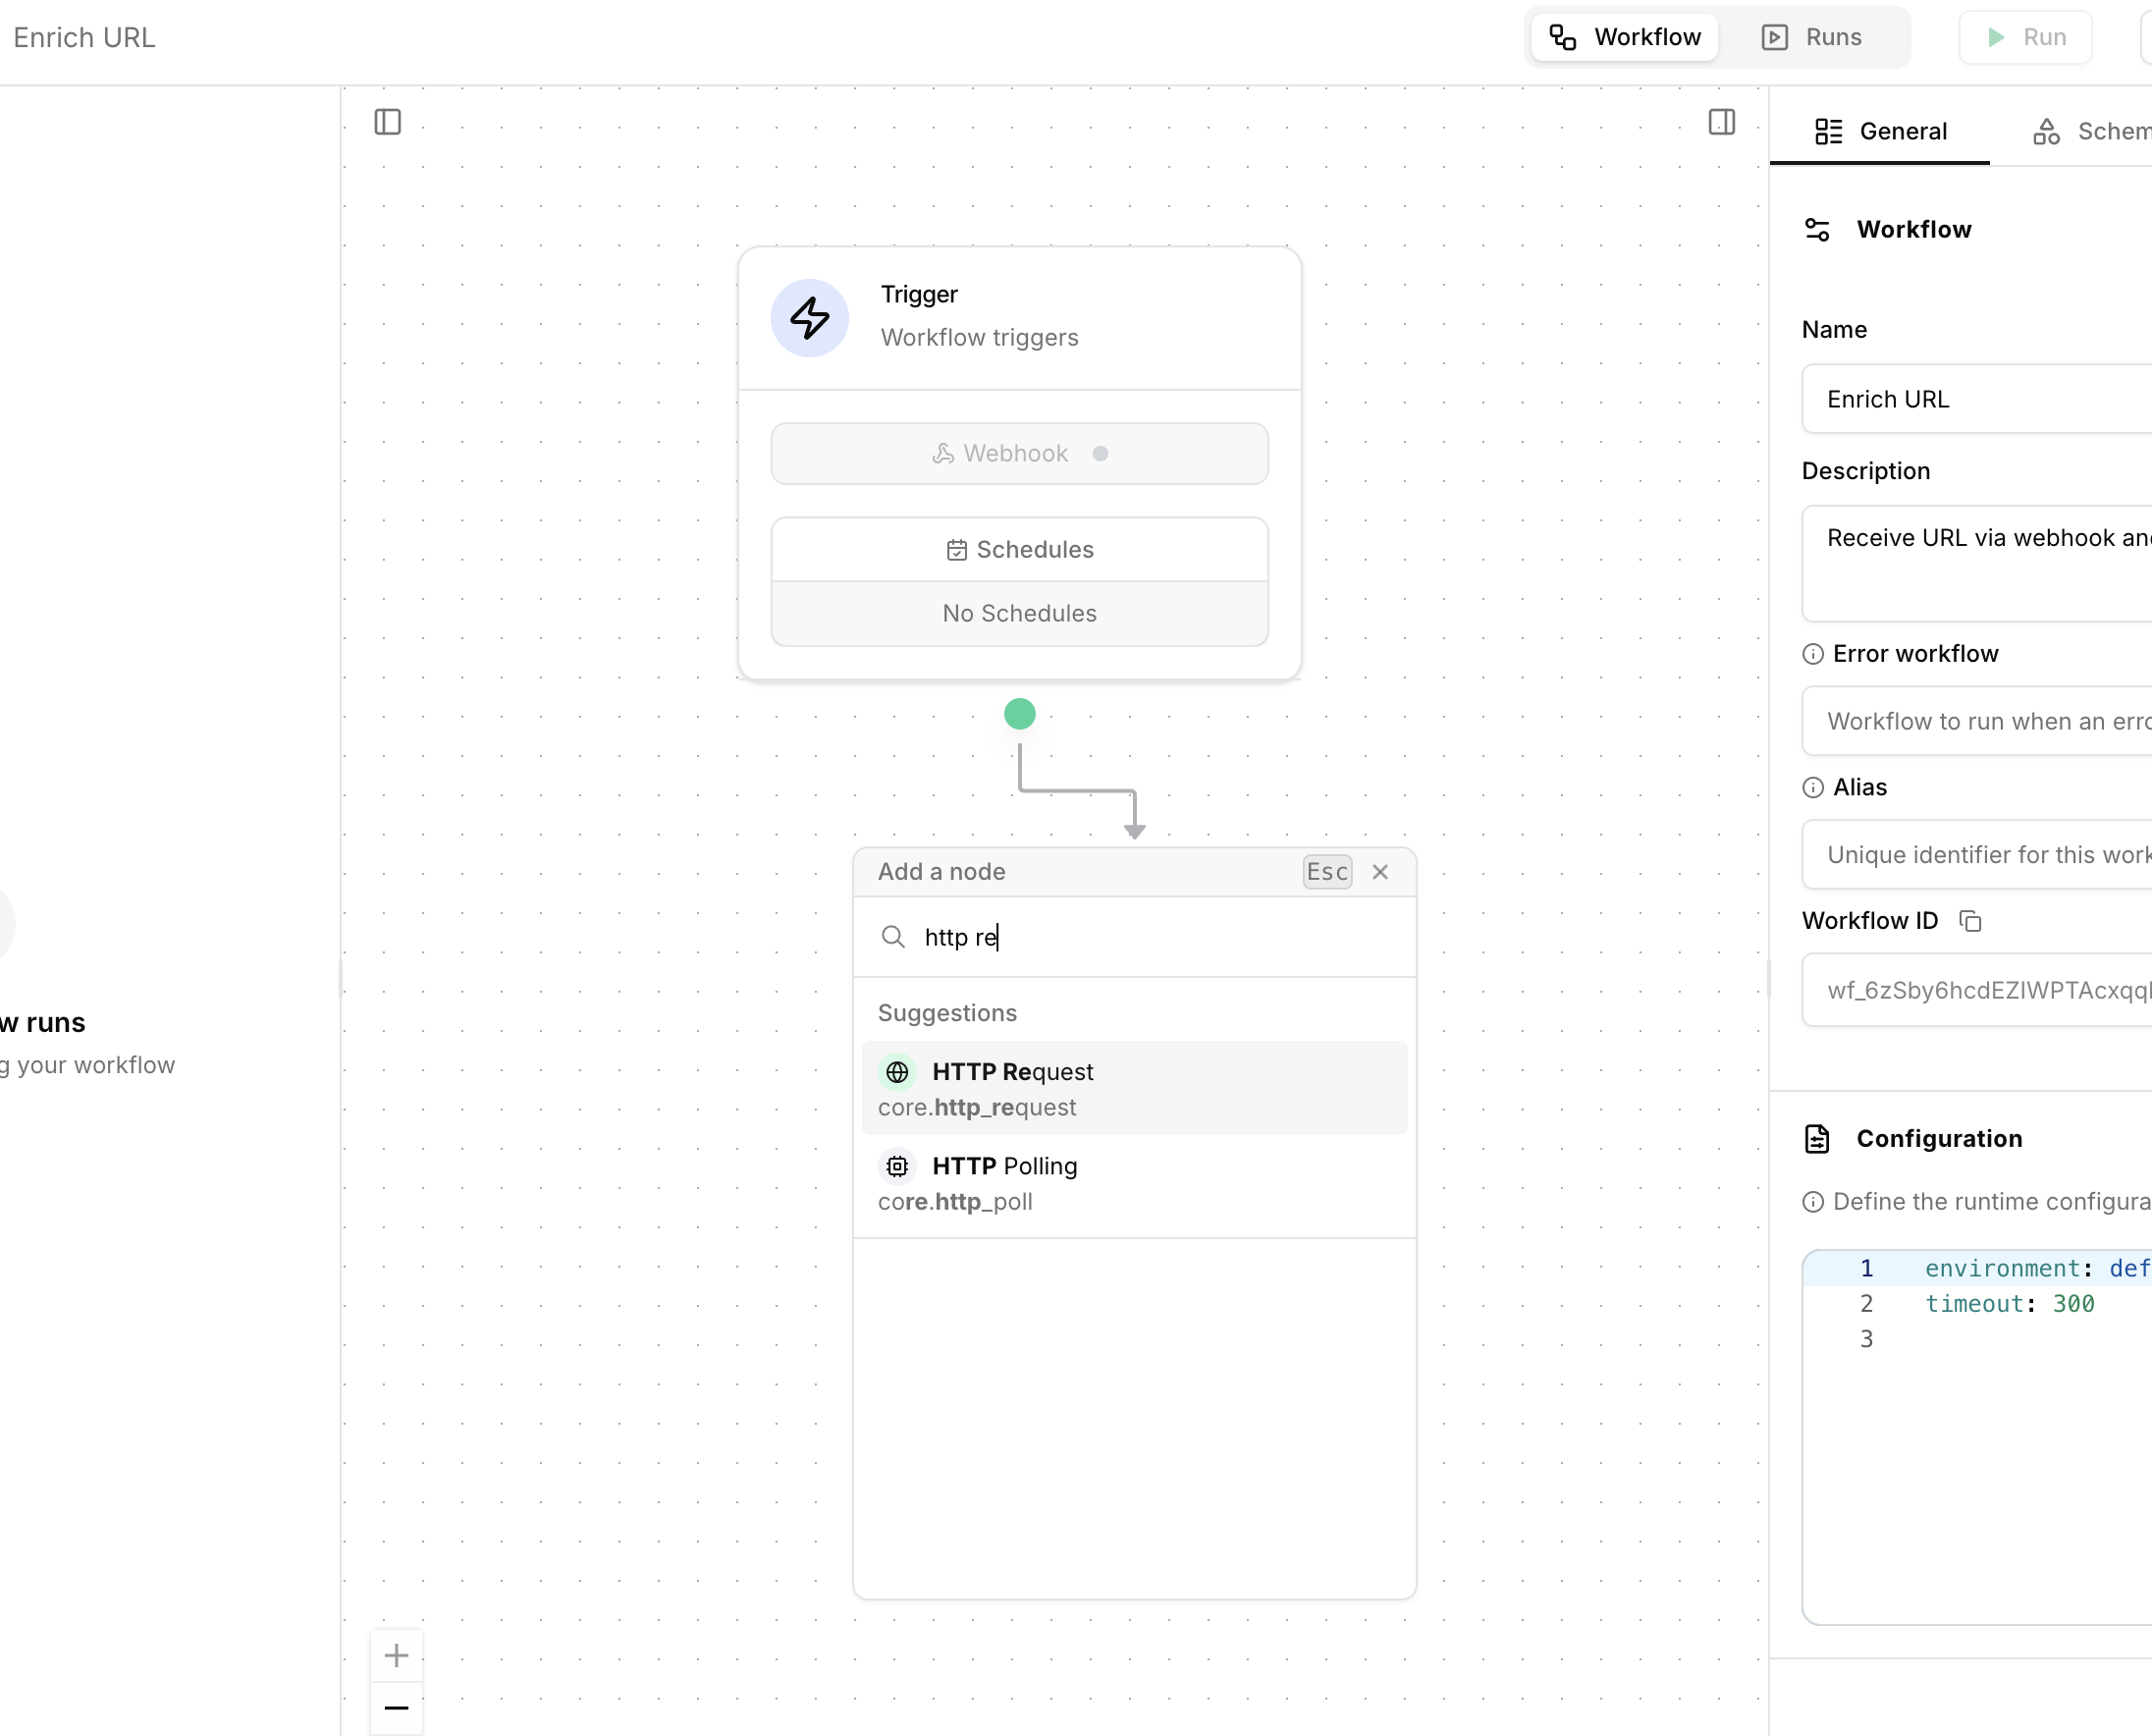 Enrich URL
Workflow
Runs
Run
General
Schem
Workflow
Name
Enrich URL
Description
Receive URL via webhook an
Error workflow
Workflow to run when an erro
Alias
Unique identifier for this work
Workflow ID
wf_6zSby6hcdEZIWPTAcxqq
Configuration
Define the runtime configura
1 environment: def
2 timeout: 300
3
Trigger
Workflow triggers
Webhook
Schedules
No Schedules
Add a node
Esc
http re
Suggestions
HTTP Request
core.http_request
HTTP Polling
core.http_poll
w runs
g your workflow